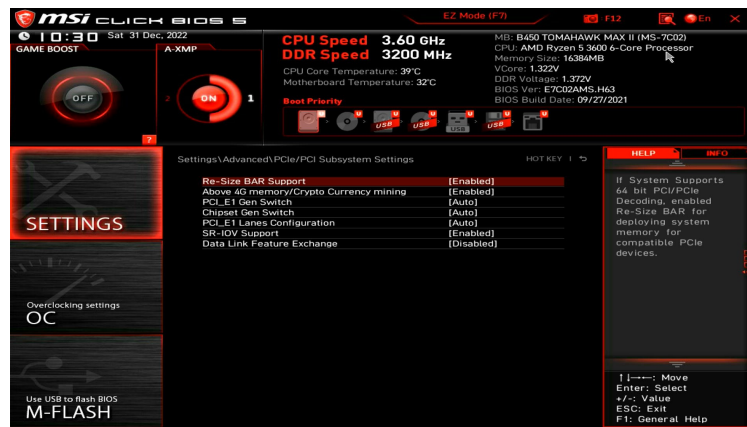 msi CLICK BIOS 5
EZ Mode (F7)
F12
En
10:30 Sat 31 Dec, 2022
GAME BOOST
A-XMP
OFF
2
ON
1
?
CPU Speed 3.60 GHz
DDR Speed 3200 MHz
CPU Core Temperature: 39°C
Motherboard Temperature: 32°C
Boot Priority
U
U
U USB
U USB
U USB
U USB
U
MB: B450 TOMAHAWK MAX II (MS-7C02)
CPU: AMD Ryzen 5 3600 6-Core Processor
Memory Size: 16384MB
VCore: 1.322V
DDR Voltage: 1.372V
BIOS Ver: E7C02AMS.H63
BIOS Build Date: 09/27/2021
SETTINGS
Overclocking settings
OC
Use USB to flash BIOS
M-FLASH
Settings\Advanced\PCIe/PCI Subsystem Settings
HOT KEY
Re-Size BAR Support [Enabled]
Above 4G memory/Crypto Currency mining [Enabled]
PCI_E1 Gen Switch [Auto]
Chipset Gen Switch [Auto]
PCI_E1 Lanes Configuration [Auto]
SR-IOV Support [Enabled]
Data Link Feature Exchange [Disabled]
HELP
INFO
If System Supports
64 bit PCI/PCIe
Decoding, enabled
Re-Size BAR for
deploying system
memory for
compatible PCIe
devices.
↑↓→←: Move
Enter: Select
+/-: Value
ESC: Exit
F1: General Help